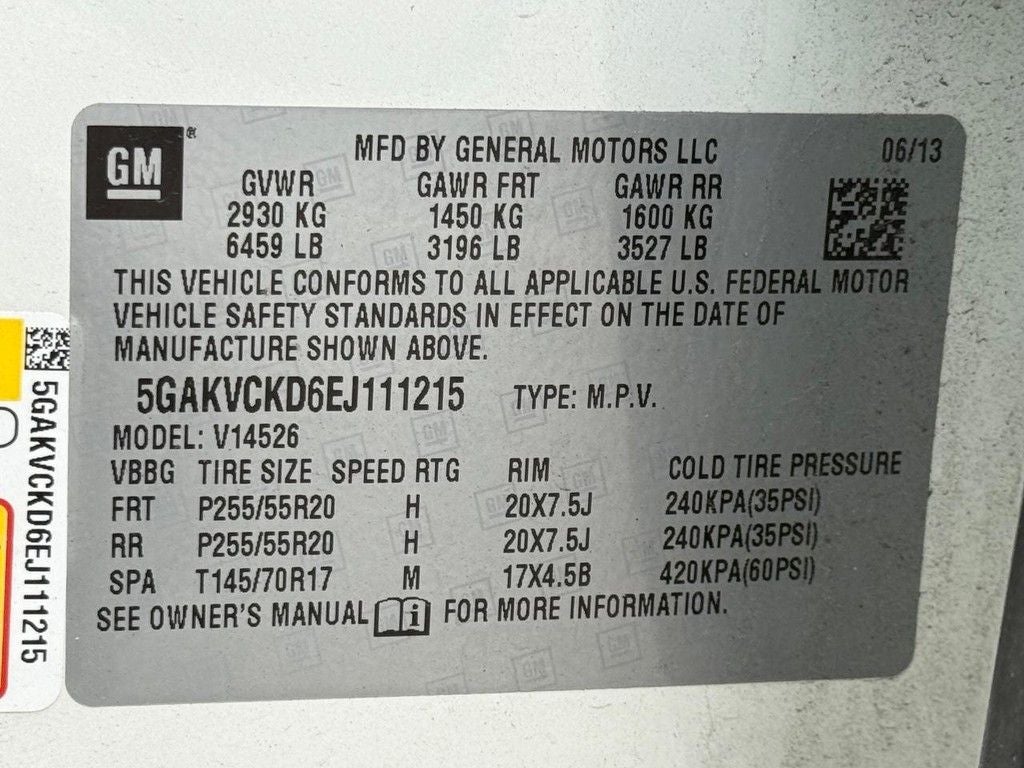 GM
MFD BY GENERAL MOTORS LLC 06/13
GVWR GAWR FRT GAWR RR
2930 KG 1450 KG 1600 KG
6459 LB 3196 LB 3527 LB
THIS VEHICLE CONFORMS TO ALL APPLICABLE U.S. FEDERAL MOTOR
VEHICLE SAFETY STANDARDS IN EFFECT ON THE DATE OF
MANUFACTURE SHOWN ABOVE.
5GAKVCKD6EJ111215 TYPE: M.P.V.
MODEL: V14526
VBBG TIRE SIZE SPEED RTG RIM COLD TIRE PRESSURE
FRT P255/55R20 H 20X7.5J 240KPA(35PSI)
RR P255/55R20 H 20X7.5J 240KPA(35PSI)
SPA T145/70R17 M 17X4.5B 420KPA(60PSI)
SEE OWNER'S MANUAL i FOR MORE INFORMATION.
5GAKVCKD6EJ111215